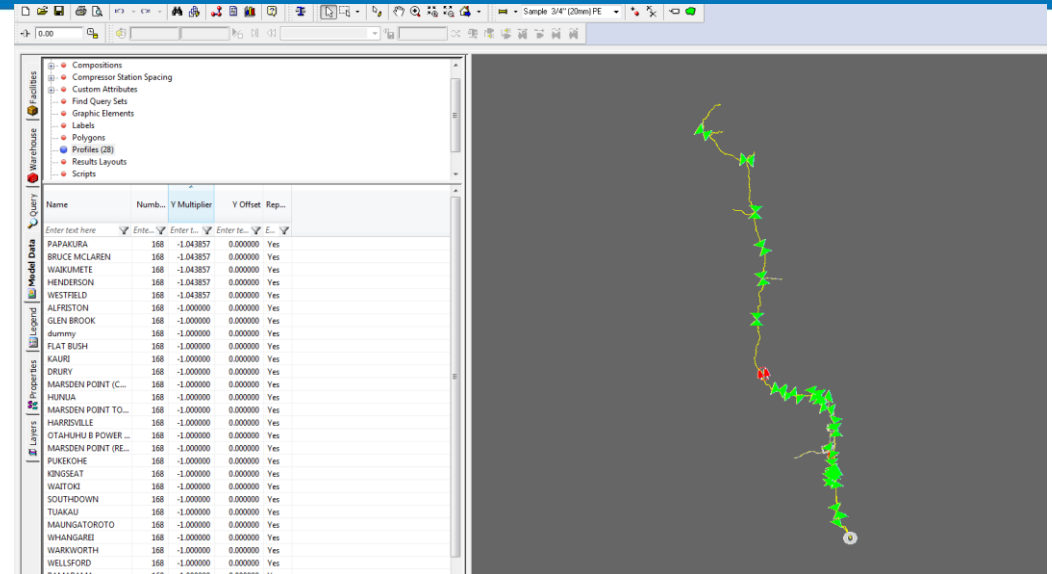 Sample 3/4" (20mm) PE
0.00
Facilities
Warehouse
Query
Model Data
Legend
Properties
Layers
Compositions
Compressor Station Spacing
Custom Attributes
Find Query Sets
Graphic Elements
Labels
Polygons
Profiles (28)
Results Layouts
Scripts
Name Numb... Y Multiplier Y Offset Rep...
Enter text here Ente... Enter t... Enter te... E...
PAPAKURA 168 -1.043857 0.000000 Yes
BRUCE MCLAREN 168 -1.043857 0.000000 Yes
WAIKUMETE 168 -1.043857 0.000000 Yes
HENDERSON 168 -1.043857 0.000000 Yes
WESTFIELD 168 -1.043857 0.000000 Yes
ALFRISTON 168 -1.000000 0.000000 Yes
GLEN BROOK 168 -1.000000 0.000000 Yes
dummy 168 -1.000000 0.000000 Yes
FLAT BUSH 168 -1.000000 0.000000 Yes
KAURI 168 -1.000000 0.000000 Yes
DRURY 168 -1.000000 0.000000 Yes
MARSDEN POINT (C... 168 -1.000000 0.000000 Yes
HUNUA 168 -1.000000 0.000000 Yes
MARSDEN POINT TO... 168 -1.000000 0.000000 Yes
HARRISVILLE 168 -1.000000 0.000000 Yes
OTAHUHU B POWER ... 168 -1.000000 0.000000 Yes
MARSDEN POINT (RE... 168 -1.000000 0.000000 Yes
PUKEKOHE 168 -1.000000 0.000000 Yes
KINGSEAT 168 -1.000000 0.000000 Yes
WAITOKI 168 -1.000000 0.000000 Yes
SOUTHDOWN 168 -1.000000 0.000000 Yes
TUAKAU 168 -1.000000 0.000000 Yes
MAUNGATOROTO 168 -1.000000 0.000000 Yes
WHANGAREI 168 -1.000000 0.000000 Yes
WARKWORTH 168 -1.000000 0.000000 Yes
WELLSFORD 168 -1.000000 0.000000 Yes